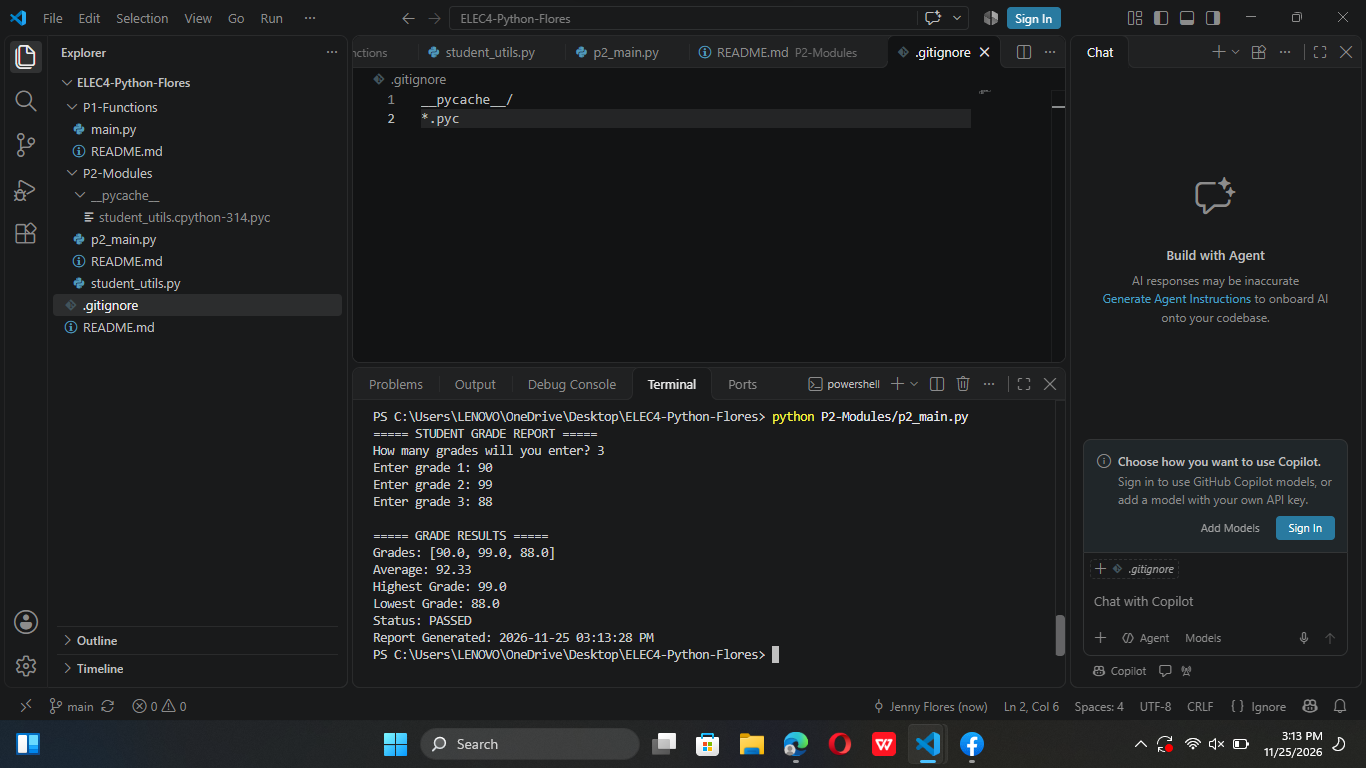 File Edit Selection View Go Run ···
ELEC4-Python-Flores
Sign In
Explorer
ELEC4-Python-Flores
P1-Functions
main.py
README.md
P2-Modules
__pycache__
student_utils.cpython-314.pyc
p2_main.py
README.md
student_utils.py
.gitignore
README.md
Outline
Timeline
nctions student_utils.py p2_main.py README.md P2-Modules .gitignore
.gitignore
1 __pycache__/
2 *.pyc
Problems Output Debug Console Terminal Ports powershell
PS C:\Users\LENOVO\OneDrive\Desktop\ELEC4-Python-Flores> python P2-Modules/p2_main.py
===== STUDENT GRADE REPORT =====
How many grades will you enter? 3
Enter grade 1: 90
Enter grade 2: 99
Enter grade 3: 88
===== GRADE RESULTS =====
Grades: [90.0, 99.0, 88.0]
Average: 92.33
Highest Grade: 99.0
Lowest Grade: 88.0
Status: PASSED
Report Generated: 2026-11-25 03:13:28 PM
PS C:\Users\LENOVO\OneDrive\Desktop\ELEC4-Python-Flores>
Chat
Build with Agent
AI responses may be inaccurate
Generate Agent Instructions to onboard AI
onto your codebase.
Choose how you want to use Copilot.
Sign in to use GitHub Copilot models, or
add a model with your own API key.
Add Models Sign In
.gitignore
Chat with Copilot
Agent Models
Copilot
main 0 0 Jenny Flores (now) Ln 2, Col 6 Spaces: 4 UTF-8 CRLF { } Ignore
Search
3:13 PM
11/25/2026